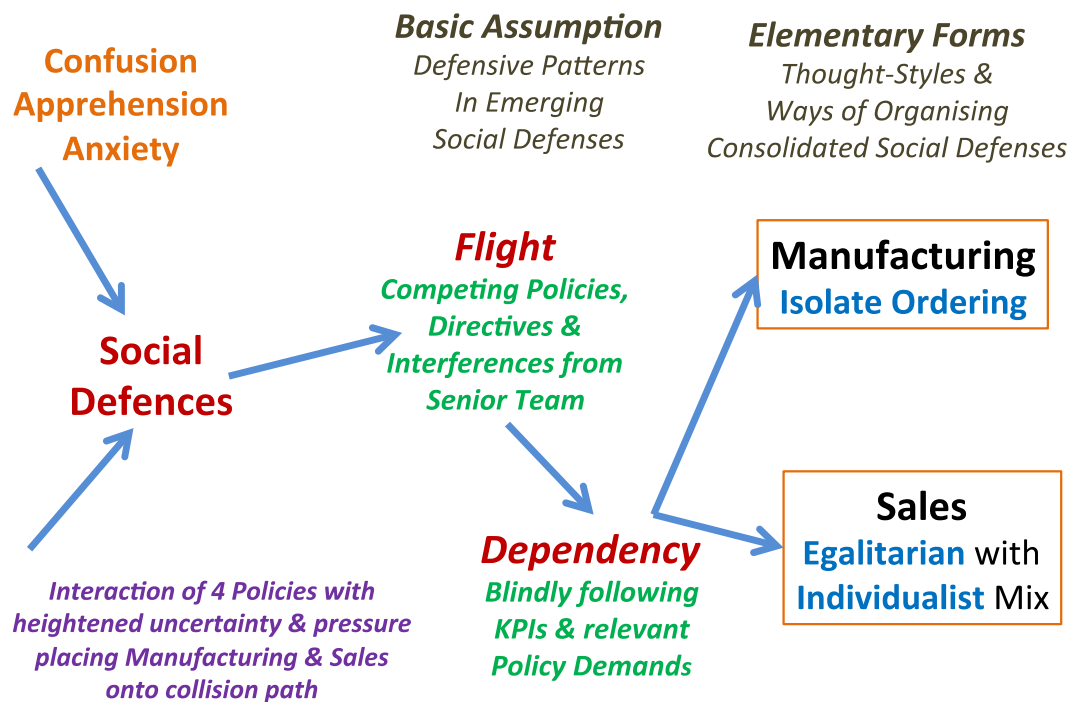 Confusion
Apprehension
Anxiety
Basic Assumption
Defensive Patterns
In Emerging
Social Defenses
Elementary Forms
Thought-Styles &
Ways of Organising
Consolidated Social Defenses
Social
Defences
Flight
Competing Policies,
Directives &
Interferences from
Senior Team
Manufacturing
Isolate Ordering
Interaction of 4 Policies with
heightened uncertainty & pressure
placing Manufacturing & Sales
onto collision path
Dependency
Blindly following
KPIs & relevant
Policy Demands
Sales
Egalitarian with
Individualist Mix